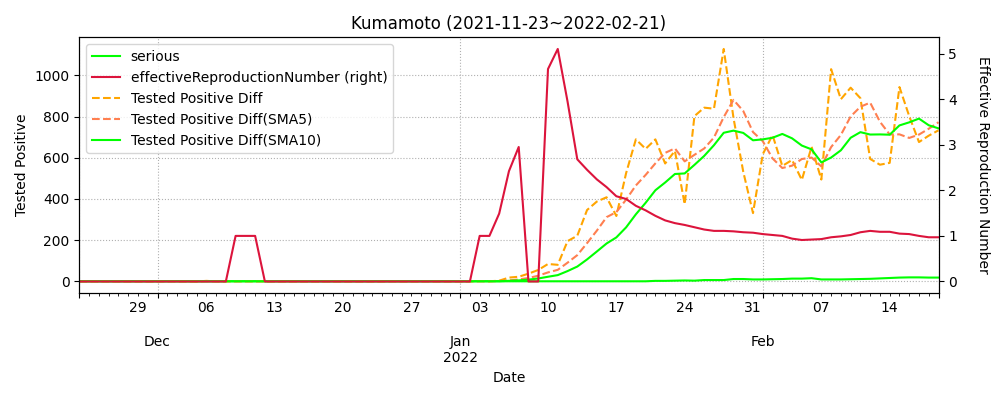 Kumamoto (2021-11-23~2022-02-21)
serious
effectiveReproductionNumber (right)
Tested Positive Diff
Tested Positive Diff(SMA5)
Tested Positive Diff(SMA10)
Tested Positive
1000
800
600
400
200
0
Effective Reproduction Number
5
4
3
2
1
0
29 06 13 20 27 03 10 17 24 31 07 14
Dec Jan Feb
2022
Date